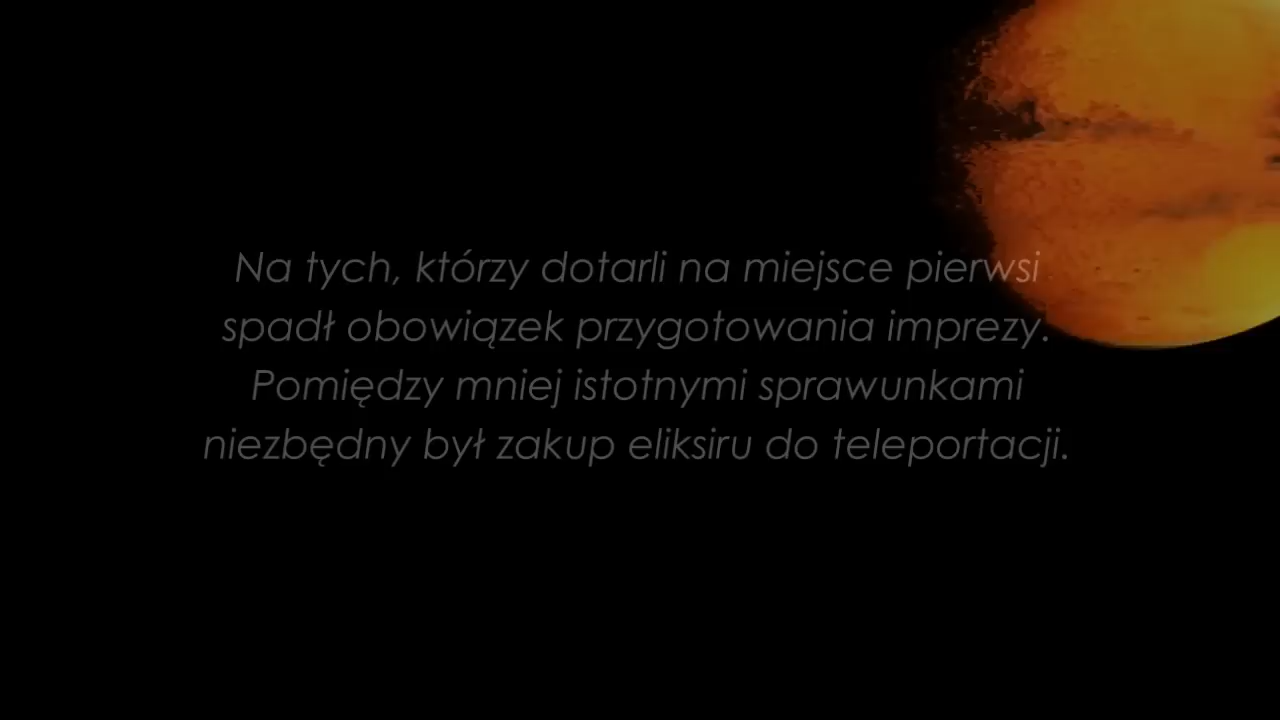 Na tych, którzy dotarli na miejsce pierwsi
spadł obowiązek przygotowania imprezy.
Pomiędzy mniej istotnymi sprawunkami
niezbędny był zakup eliksiru do teleportacji.